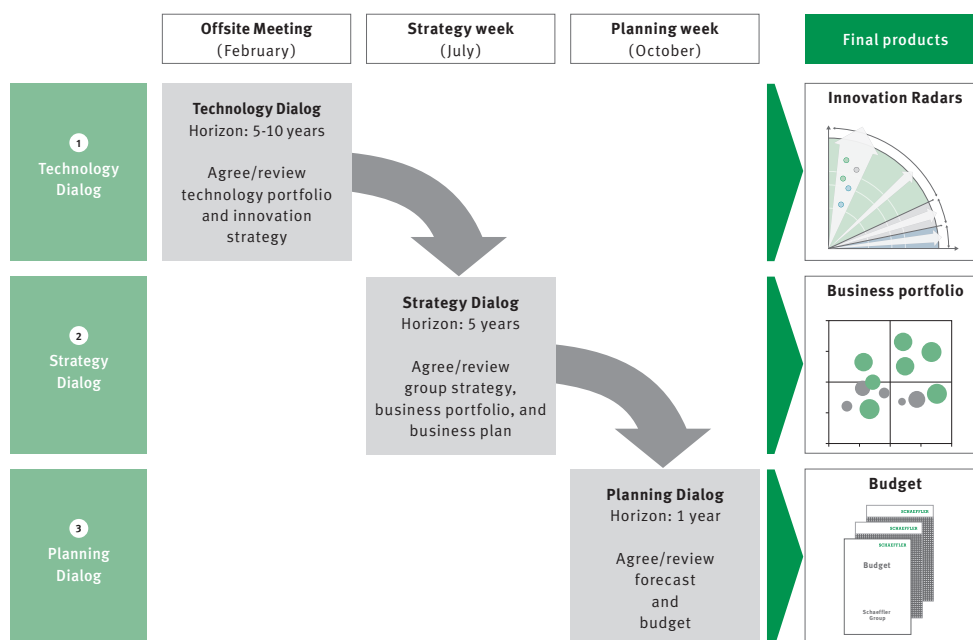 Offsite Meeting
(February)
Strategy week
(July)
Planning week
(October)
Final products
1
Technology
Dialog
Technology Dialog
Horizon: 5-10 years
Agree/review
technology portfolio
and innovation
strategy
Innovation Radars
2
Strategy
Dialog
Strategy Dialog
Horizon: 5 years
Agree/review
group strategy,
business portfolio, and
business plan
Business portfolio
3
Planning
Dialog
Planning Dialog
Horizon: 1 year
Agree/review
forecast
and
budget
Budget
SCHAEFFLER
SCHAEFFLER
SCHAEFFLER
Budget
Schaeffler
Group